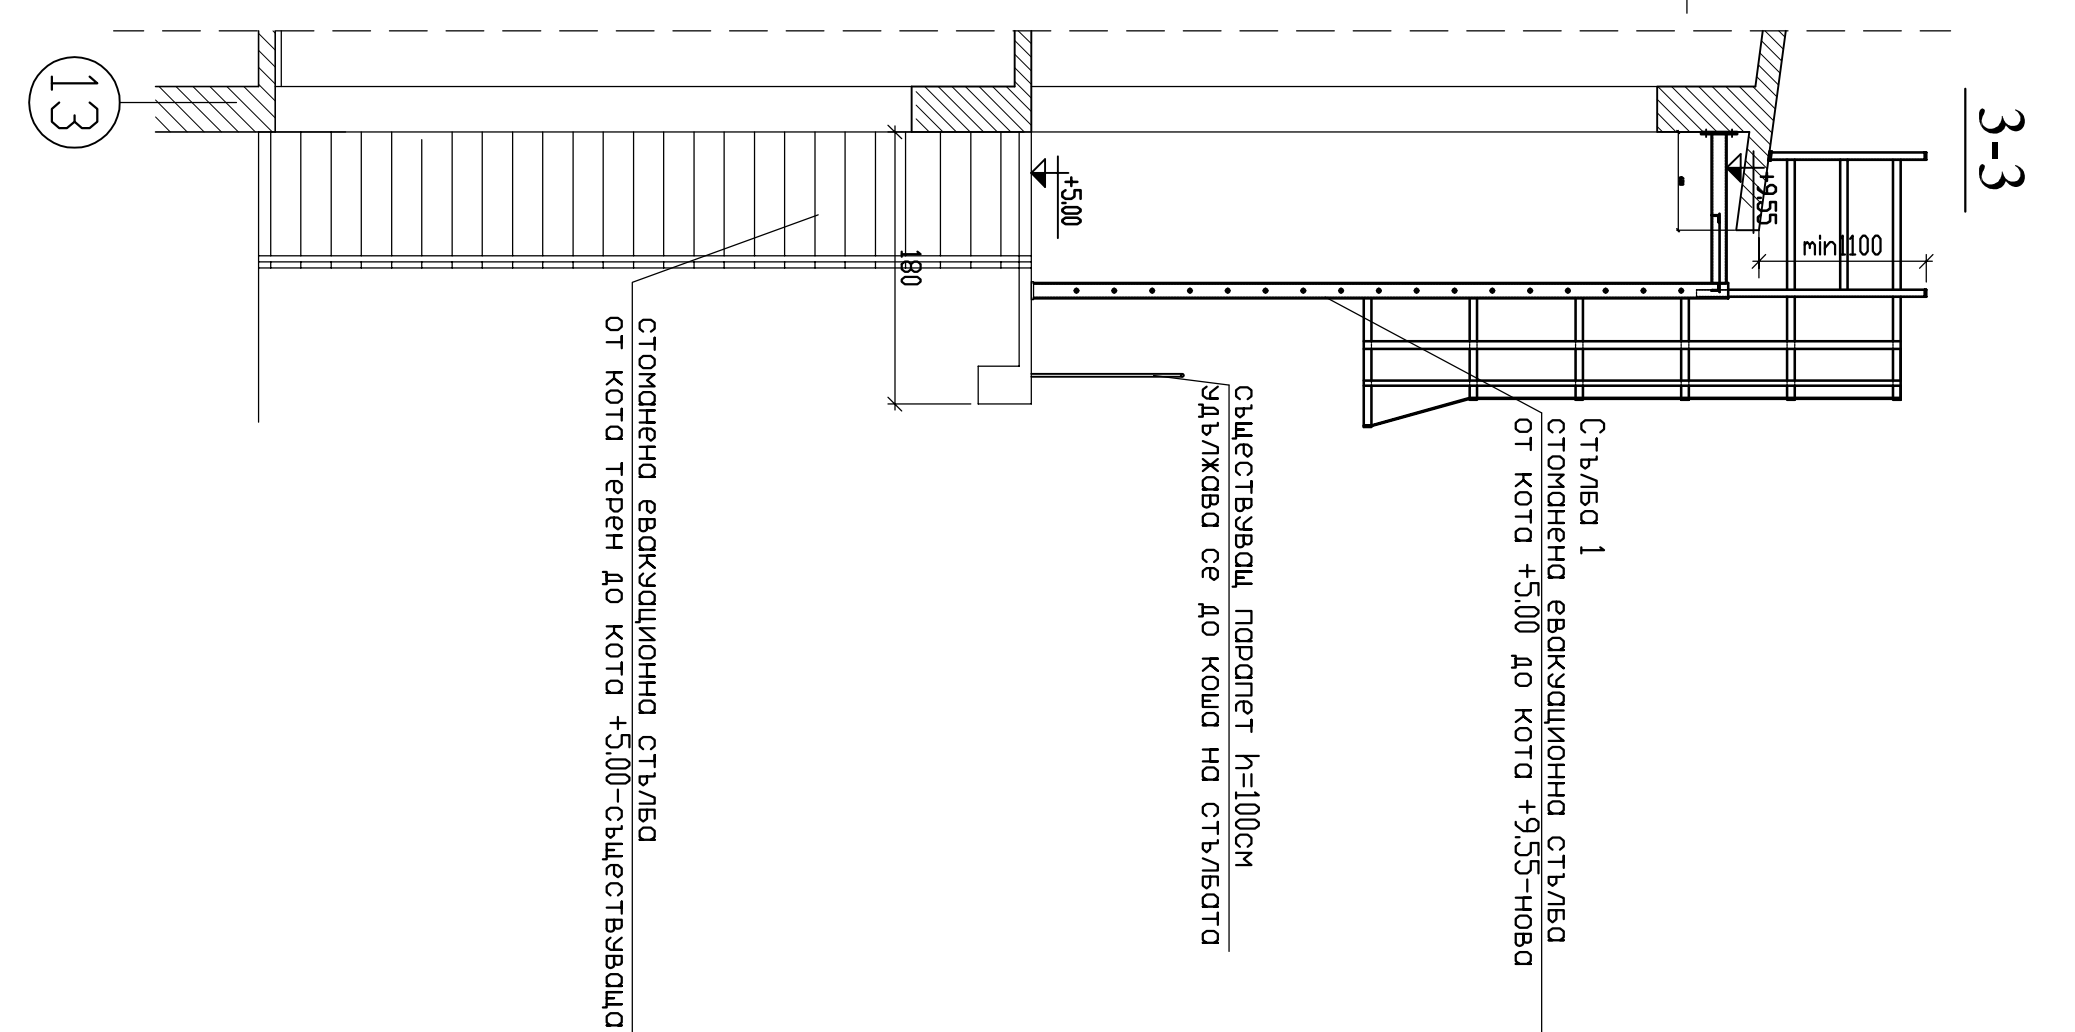 3-3
+9,55
min1100
Стълба 1
стоманена евакуационна стълба
от кота +5,00 до кота +9,55-нова
съществуващ парапет h=100см
удължава се до коша на стълбата
+5,00
180
стоманена евакуационна стълба
от кота терен до кота +5,00-съществуваща
13